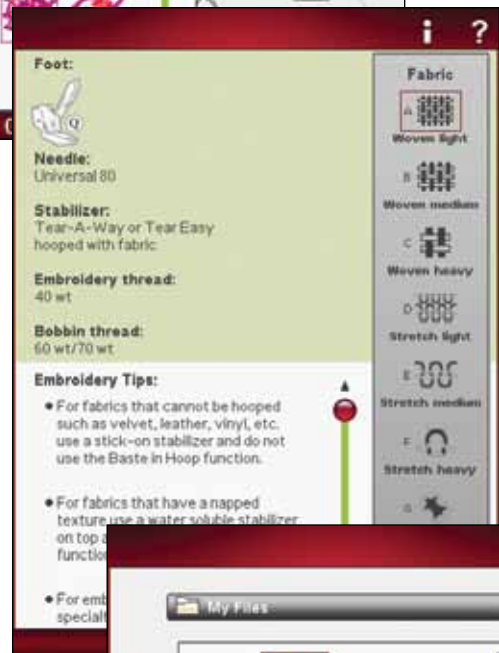 i ?
Foot:
Q
Needle:
Universal 80
Stabilizer:
Tear-A-Way or Tear Easy
hooped with fabric
Embroidery thread:
40 wt
Bobbin thread:
60 wt/70 wt
Embroidery Tips:
• For fabrics that cannot be hooped
such as velvet, leather, vinyl, etc.
use a stick-on stabilizer and do not
use the Baste in Hoop function.
• For fabrics that have a napped
texture use a water soluble stabilizer
on top
• For
Fabric
A
Woven light
B
Woven medium
C
Woven heavy
D
Stretch light
E
Stretch medium
F
Stretch heavy
G
My Files